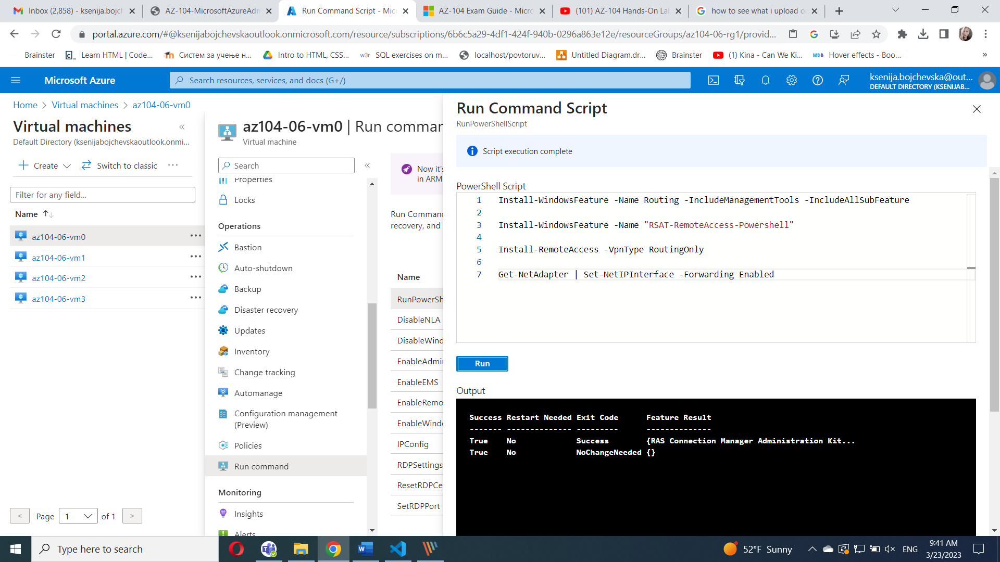 Inbox (2,858) - ksenija.bojch
AZ-104-MicrosoftAzureAdn
Run Command Script - Micr
AZ-104 Exam Guide - Micro
(101) AZ-104 Hands-On Lab
how to see what i upload o
portal.azure.com/#@ksenijabojchevskaoutlook.onmicrosoft.com/resource/subscriptions/6b6c5a29-4df1-424f-940b-0296a863e12e/resourceGroups/az104-06-rg1/provid...
Brainster
Learn HTML | Code...
Систем за учење н...
Intro to HTML, CSS...
SQL exercises on m...
localhost/povtoruv...
Untitled Diagram.dr...
Brainster
(1) Kina - Can We Ki...
Hover effects - Boo...
»
Microsoft Azure
Search resources, services, and docs (G+/)
ksenija.bojchevska@out...
DEFAULT DIRECTORY (KSENIJAB...
Home > Virtual machines > az104-06-vm0
Virtual machines
Default Directory (ksenijabojchevskaoutlook.onmi...
Create
Switch to classic
...
Filter for any field...
Name
az104-06-vm0
az104-06-vm1
az104-06-vm2
az104-06-vm3
< Page 1 of 1 >
az104-06-vm0 | Run comman
Virtual machine
Search
Properties
Locks
Operations
Bastion
Auto-shutdown
Backup
Disaster recovery
Updates
Inventory
Change tracking
Automanage
Configuration management
(Preview)
Policies
Run command
Monitoring
Insights
Alerts
Now it's
in ARM
Run Command
recovery, and
Name
RunPowerSh
DisableNLA
DisableWind
EnableAdmin
EnableEMS
EnableRemo
EnableWindo
IPConfig
RDPSettings
ResetRDPCe
SetRDPPort
Run Command Script
RunPowerShellScript
Script execution complete
PowerShell Script
1 Install-WindowsFeature -Name Routing -IncludeManagementTools -IncludeAllSubFeature
2
3 Install-WindowsFeature -Name "RSAT-RemoteAccess-Powershell"
4
5 Install-RemoteAccess -VpnType RoutingOnly
6
7 Get-NetAdapter | Set-NetIPInterface -Forwarding Enabled
Run
Output
Success Restart Needed Exit Code      Feature Result
------- -------------- ---------      --------------
True    No             Success        {RAS Connection Manager Administration Kit...
True    No             NoChangeNeeded {}
Type here to search
52°F Sunny
ENG
9:41 AM
3/23/2023